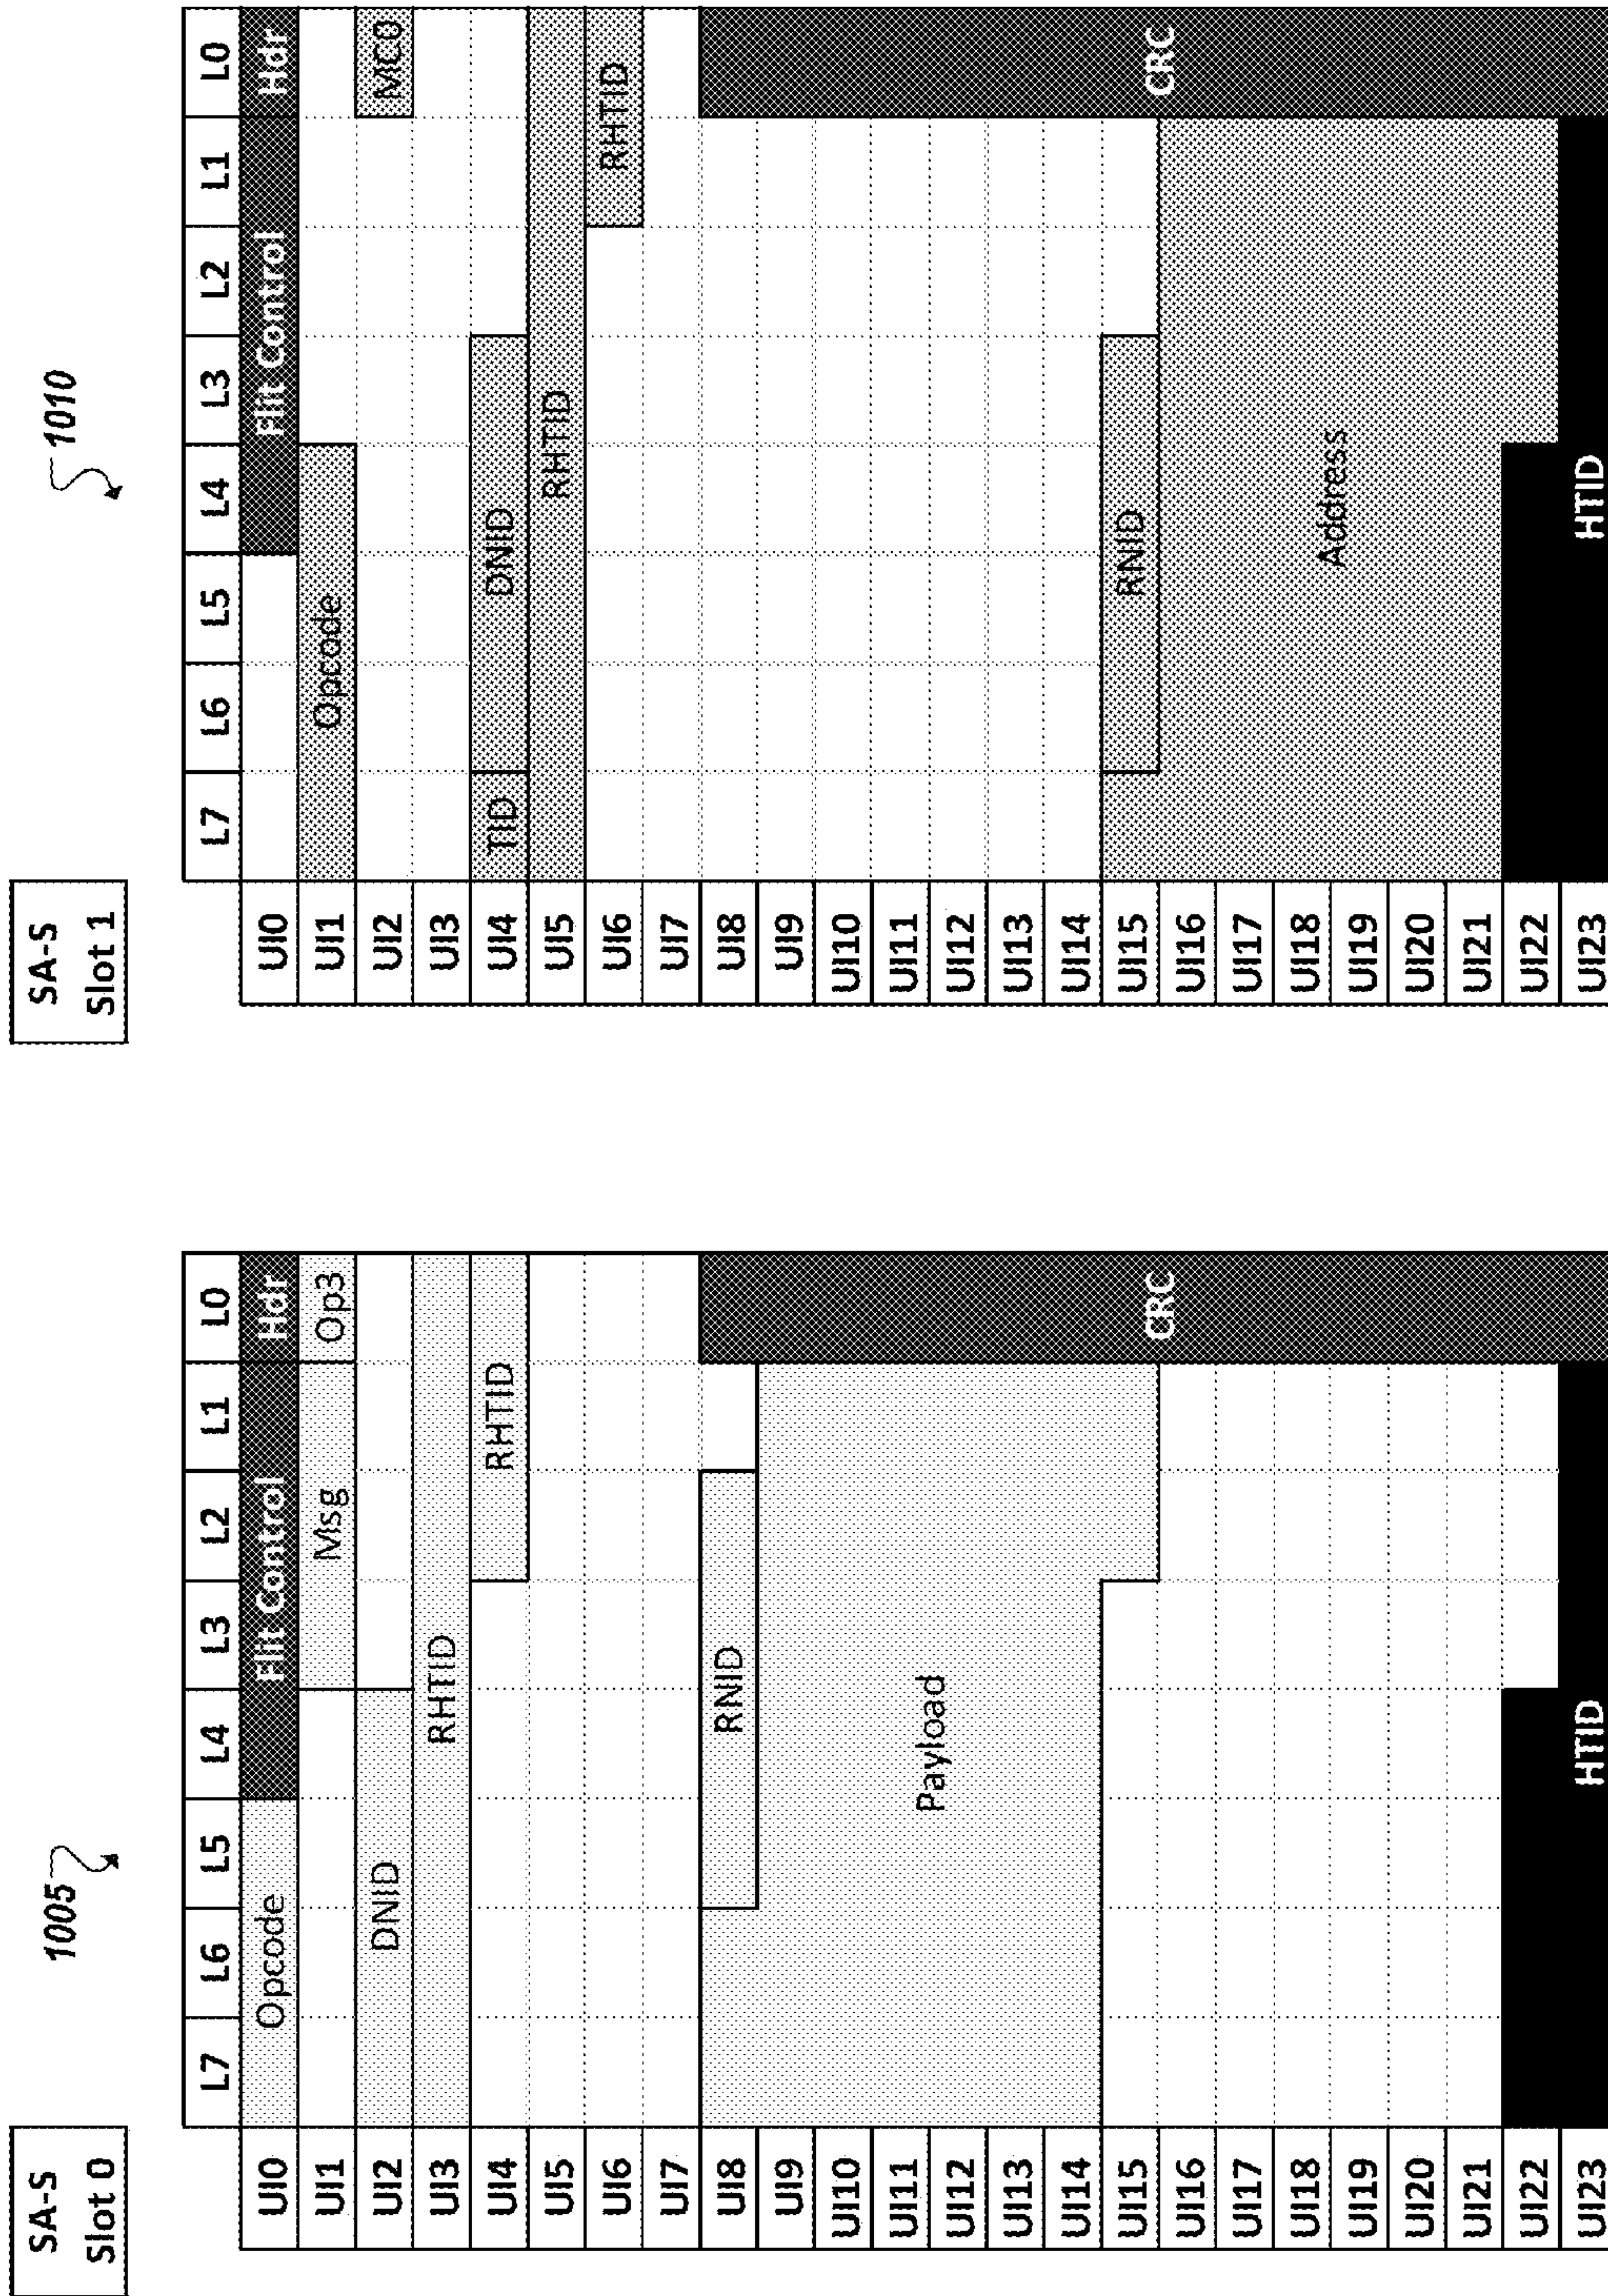 SA-S
Slot 0
1005
L7 L6 L5 L4 L3 L2 L1 L0
UI0 Opcode Flit Control Hdr
UI1 Msg Op3
UI2 DNID
UI3 RHTID
UI4 RHTID
UI5
UI6
UI7
UI8 RNID
UI9
UI10
UI11
UI12 Payload
UI13
UI14
UI15
UI16 CRC
UI17
UI18
UI19
UI20
UI21
UI22
UI23 HTID
SA-S
Slot 1
1010
L7 L6 L5 L4 L3 L2 L1 L0
UI0 Flit Control Hdr
UI1 Opcode
UI2 MC0
UI3
UI4 TID DNID
UI5 RHTID
UI6 RHTID
UI7
UI8
UI9
UI10
UI11
UI12
UI13
UI14
UI15 RNID
UI16 CRC
UI17
UI18
UI19 Address
UI20
UI21
UI22
UI23 HTID